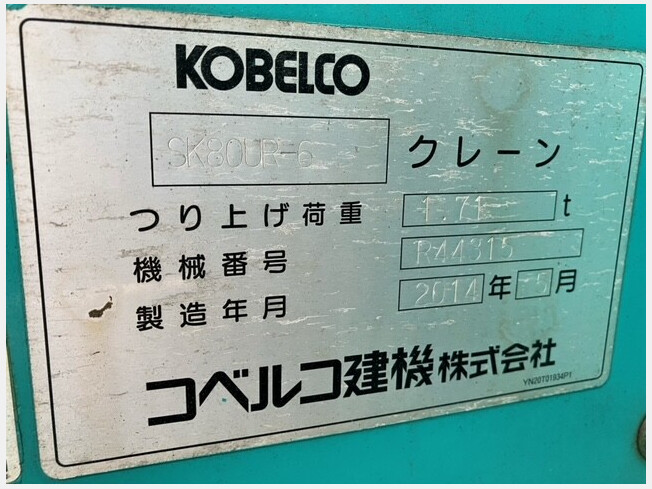 KOBELCO
SK80UR-6 クレーン
つり上げ荷重 1.71 t
機械番号 R44315
製造年月 2014年 5月
コベルコ建機株式会社
YN20T01934P1